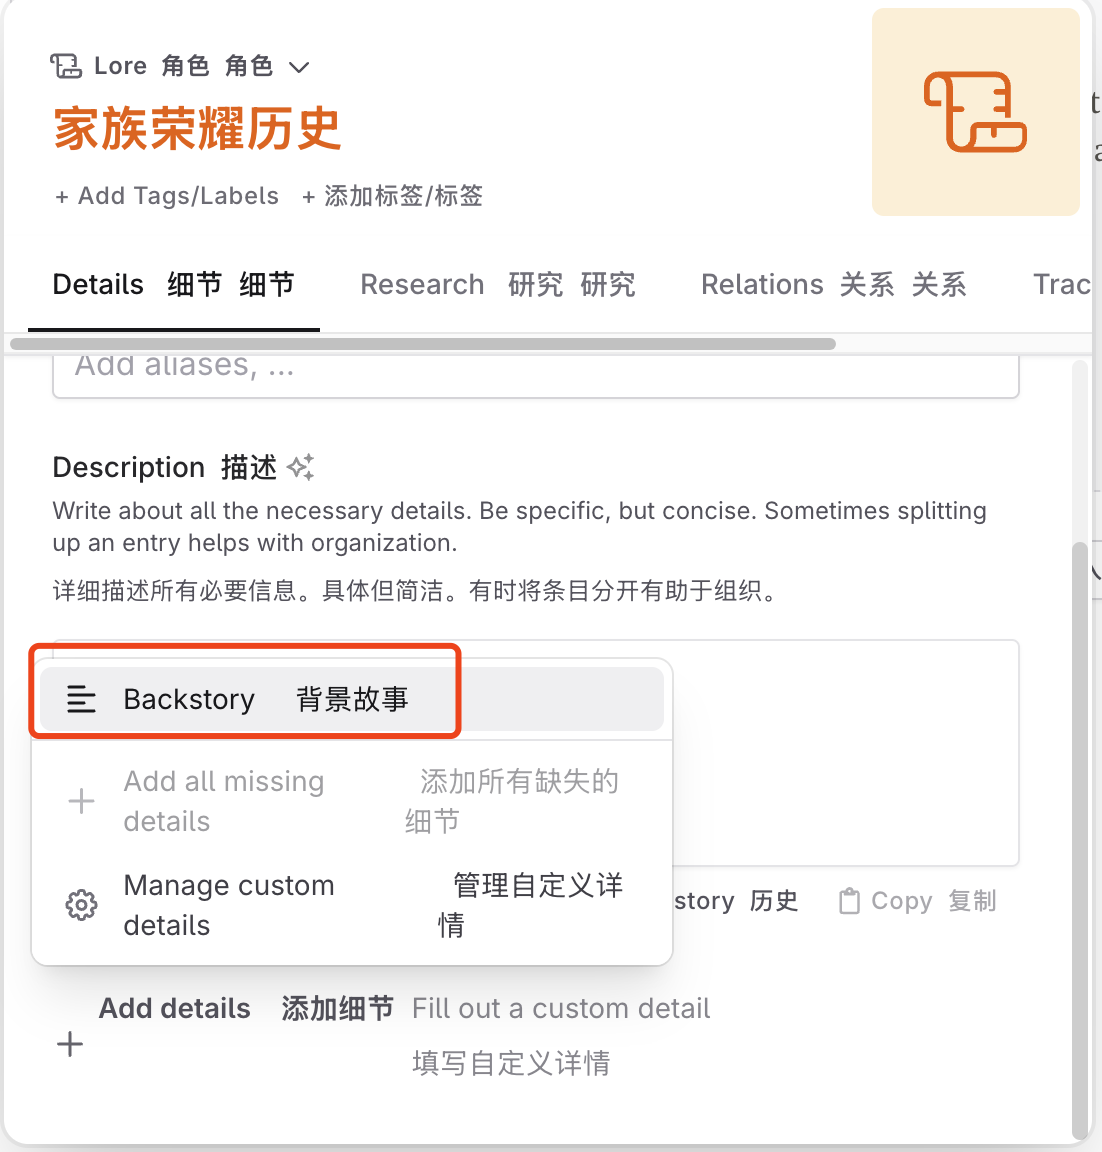 Lore 角色 角色
家族荣耀历史
+ Add Tags/Labels + 添加标签/标签
Details 细节 细节 Research 研究 研究 Relations 关系 关系 Trac
Add aliases, ...
Description 描述
Write about all the necessary details. Be specific, but concise. Sometimes splitting
up an entry helps with organization.
详细描述所有必要信息。具体但简洁。有时将条目分开有助于组织。
Backstory 背景故事
Add all missing 添加所有缺失的
details 细节
Manage custom 管理自定义详
details 情
story 历史 Copy 复制
Add details 添加细节 Fill out a custom detail
填写自定义详情